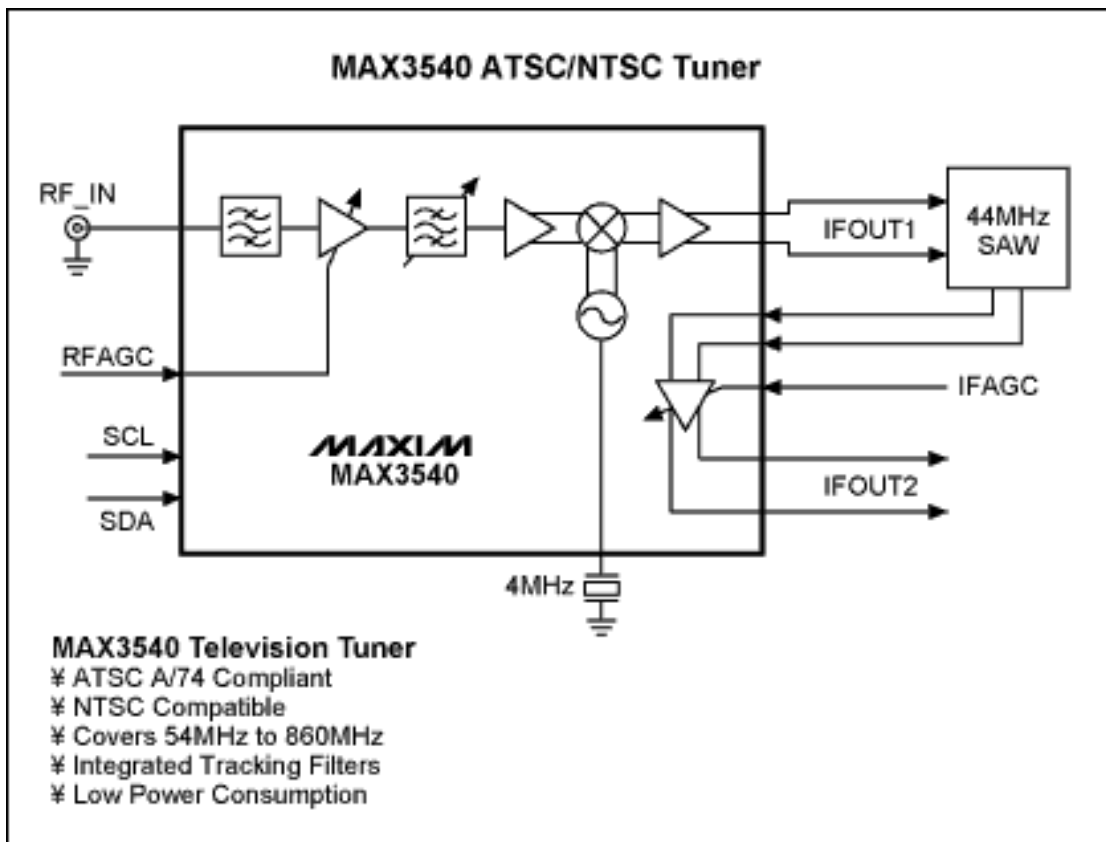 MAX3540 ATSC/NTSC Tuner
RF_IN
IFOUT1
44MHz
SAW
RFAGC
IFAGC
SCL
MAXIM
MAX3540
IFOUT2
SDA
4MHz
MAX3540 Television Tuner
¥ ATSC A/74 Compliant
¥ NTSC Compatible
¥ Covers 54MHz to 860MHz
¥ Integrated Tracking Filters
¥ Low Power Consumption